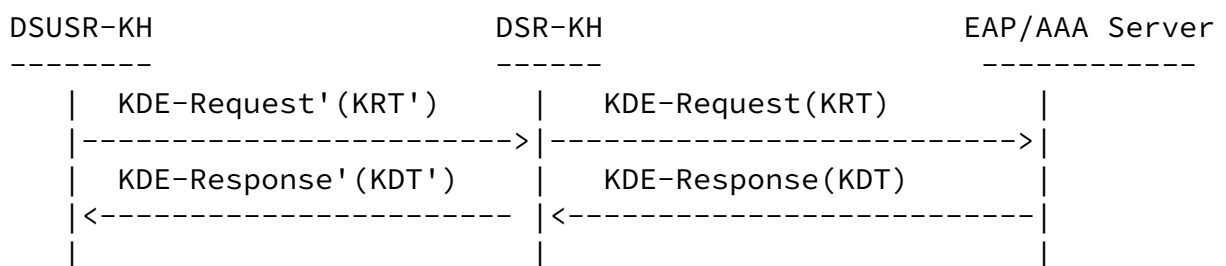 DSUSR-KH                    DSR-KH                     EAP/AAA Server
--------                    ------                      ------------
   |  KDE-Request'(KRT')      |   KDE-Request(KRT)         |
   |------------------------->|--------------------------->|
   |  KDE-Response'(KDT')     |   KDE-Response(KDT)        |
   |<------------------------ |<---------------------------|
   |                          |                            |